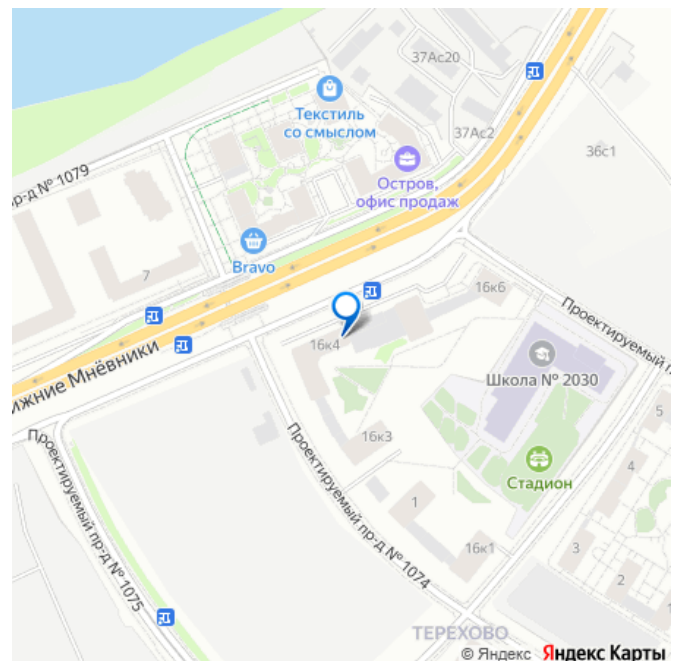 37Ас20
Текстиль
со смыслом
37Ас2
36с1
Остров,
офис продаж
пр-д № 1079
Bravo
7
16к6
Проектируемый п
16к4
ижние Мнёвники
Школа № 2030
5
16к3
Стадион
4
Проектируемый пр-д № 1075
Проектируемый пр-д № 1074
1
16к1
3
2
1
ТЕРЕХОВО
© Яндекс Яндекс Карты